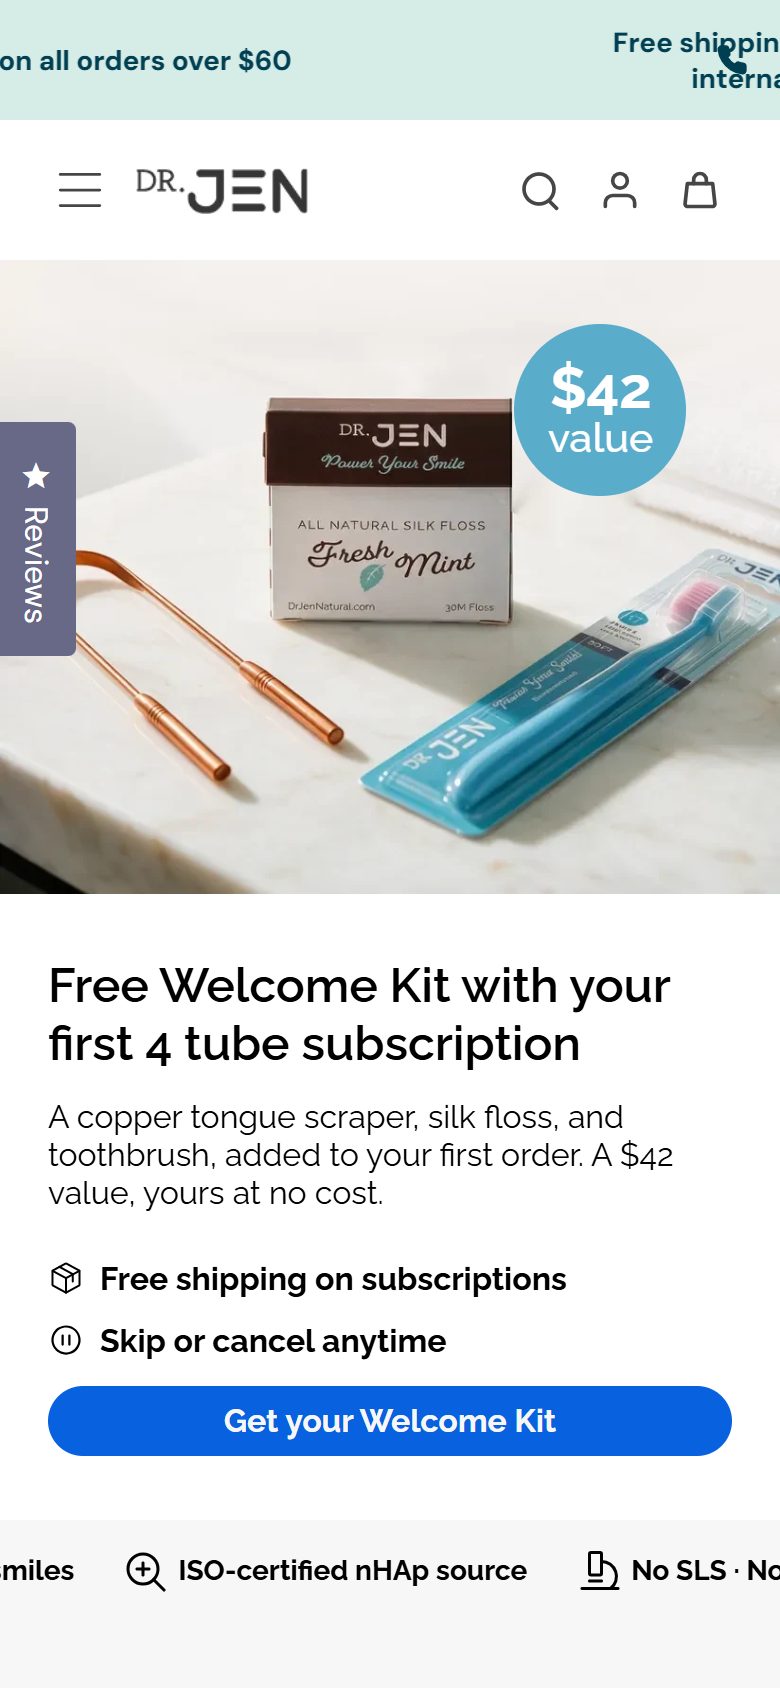 on all orders over $60
Free shippin
interna
DR. JEN
$42
value
DR. JEN
Power Your Smile
ALL NATURAL SILK FLOSS
Fresh Mint
DrJenNatural.com
30M Floss
Reviews
DR. JEN
SOFT
Power Your Smile
DR. JEN
Free Welcome Kit with your
first 4 tube subscription
A copper tongue scraper, silk floss, and
toothbrush, added to your first order. A $42
value, yours at no cost.
Free shipping on subscriptions
Skip or cancel anytime
Get your Welcome Kit
smiles
ISO-certified nHAp source
No SLS · No